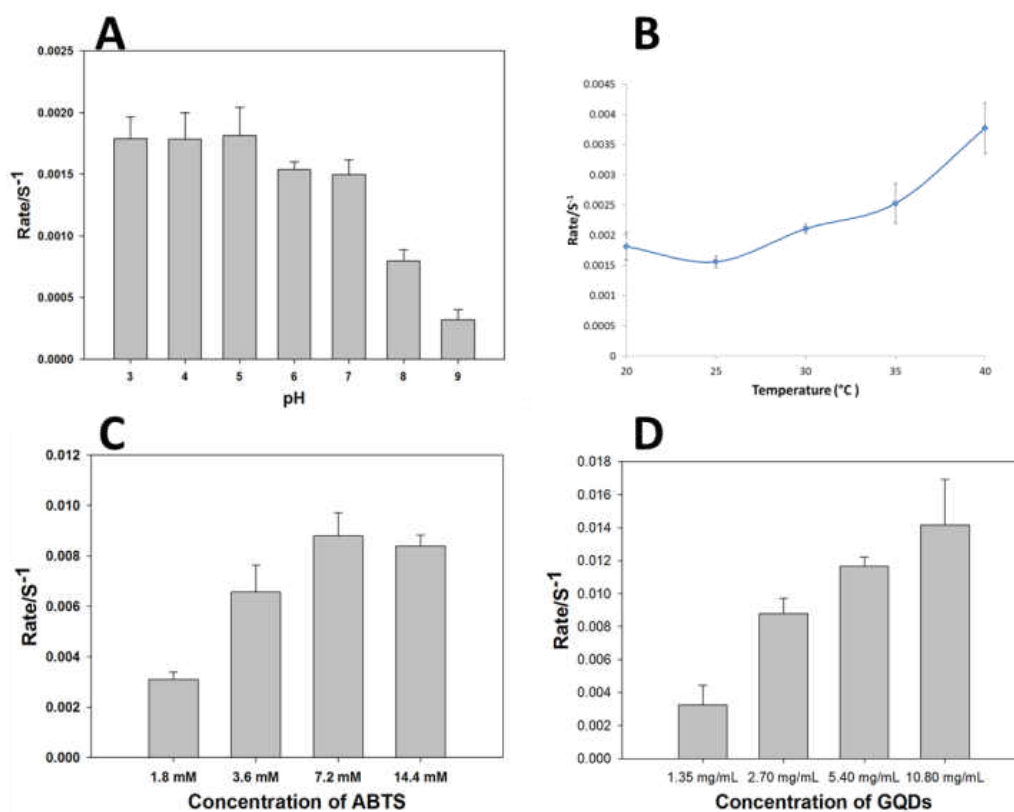 A
0.0025
0.0020
0.0015
0.0010
0.0005
0.0000
Rate/S-1
3 4 5 6 7 8 9
pH
B
0.0045
0.004
0.0035
0.003
0.0025
0.002
0.0015
0.001
0.0005
0
Rate/S-1
20 25 30 35 40
Temperature (°C )
C
0.012
0.010
0.008
0.006
0.004
0.002
0.000
Rate/S-1
1.8 mM 3.6 mM 7.2 mM 14.4 mM
Concentration of ABTS
D
0.018
0.016
0.014
0.012
0.010
0.008
0.006
0.004
0.002
0.000
Rate/S-1
1.35 mg/mL 2.70 mg/mL 5.40 mg/mL 10.80 mg/mL
Concentration of GQDs